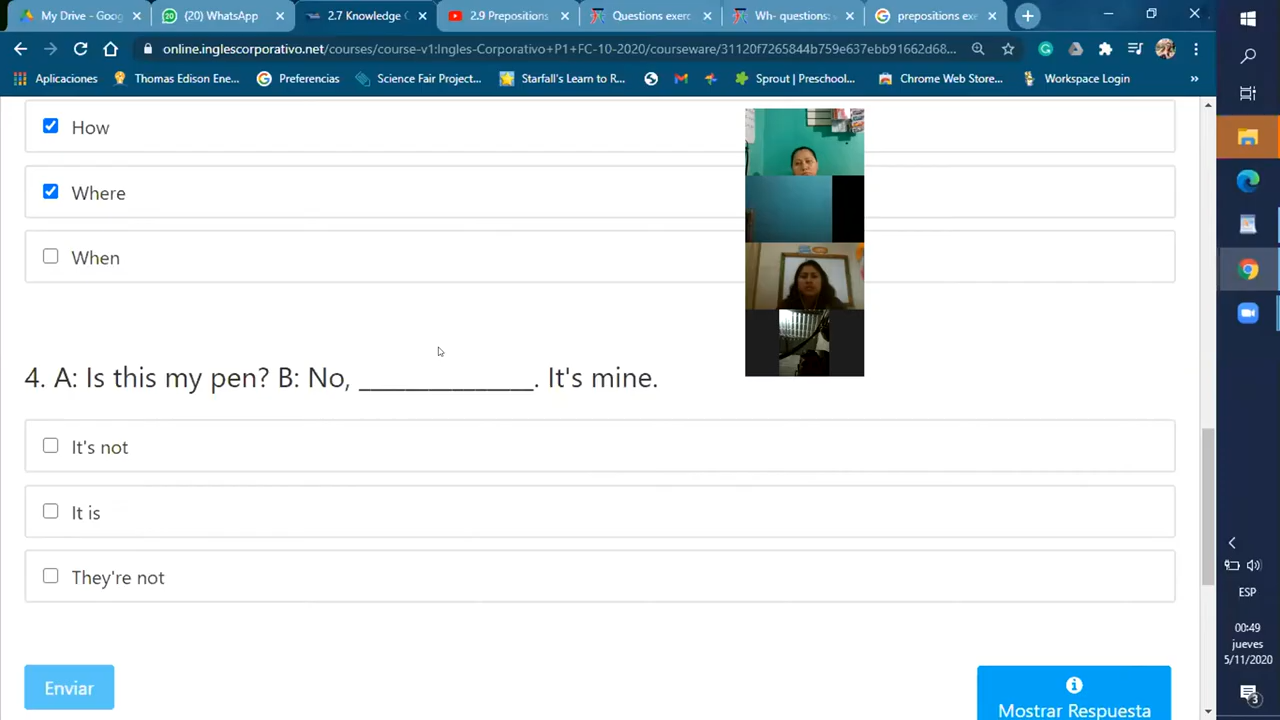 My Drive - Goog
(20) WhatsApp
2.7 Knowledge C
2.9 Prepositions
Questions exerc
Wh- questions: v
prepositions exe
online.inglescorporativo.net/courses/course-v1:Ingles-Corporativo+P1+FC-10-2020/courseware/31120f7265844b759e637ebb91662d68...
Aplicaciones
Thomas Edison Ene...
Preferencias
Science Fair Project...
Starfall's Learn to R...
Sprout | Preschool...
Chrome Web Store...
Workspace Login
»
How
Where
When
4. A: Is this my pen? B: No, _______________. It's mine.
It's not
It is
They're not
Enviar
Mostrar Respuesta
ESP
00:49
jueves
5/11/2020
3